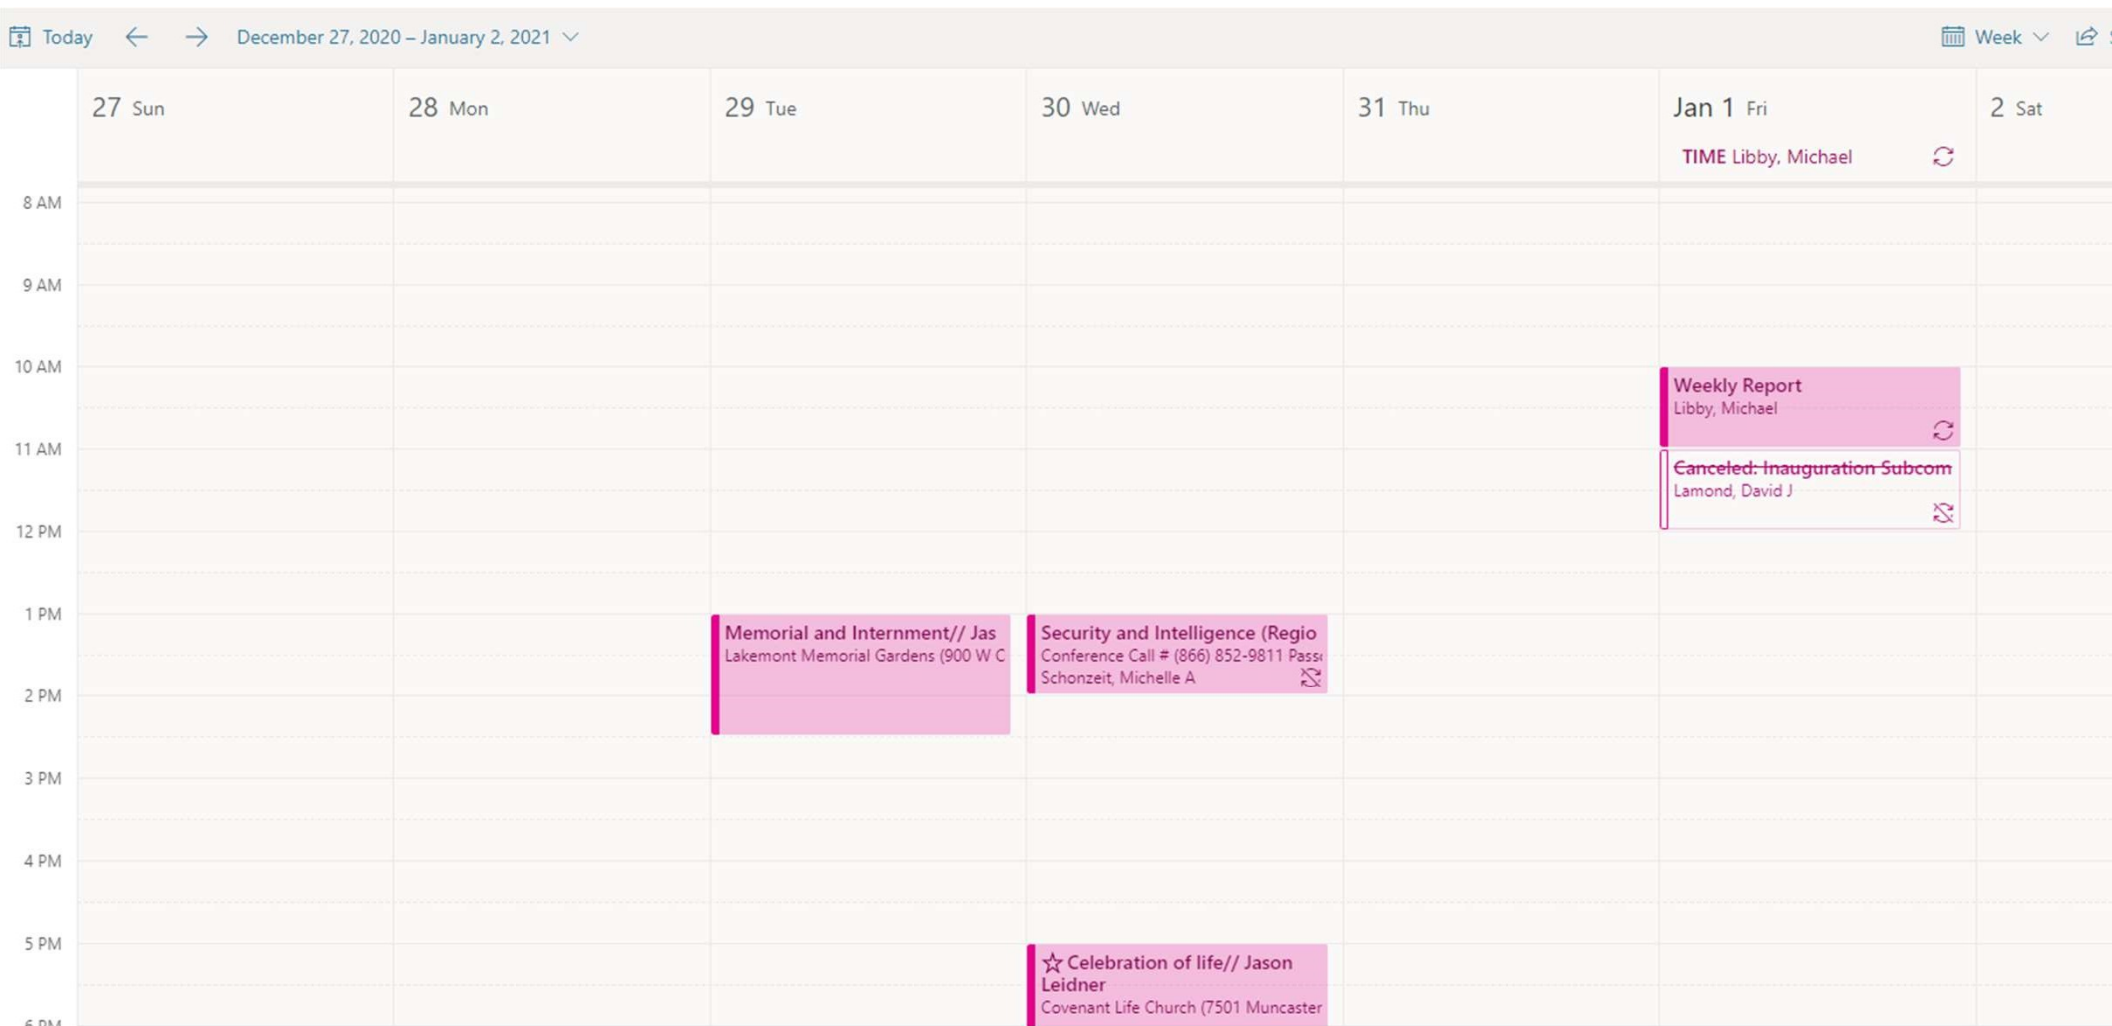 Today
December 27, 2020 – January 2, 2021
Week
27 Sun
28 Mon
29 Tue
30 Wed
31 Thu
Jan 1 Fri
2 Sat
TIME Libby, Michael
8 AM
9 AM
10 AM
Weekly Report
Libby, Michael
11 AM
Canceled: Inauguration Subcom
Lamond, David J
12 PM
1 PM
Memorial and Internment// Jas
Lakemont Memorial Gardens (900 W C
Security and Intelligence (Regio
Conference Call # (866) 852-9811 Pass
Schonzeit, Michelle A
2 PM
3 PM
4 PM
5 PM
Celebration of life// Jason
Leidner
Covenant Life Church (7501 Muncaster
6 PM